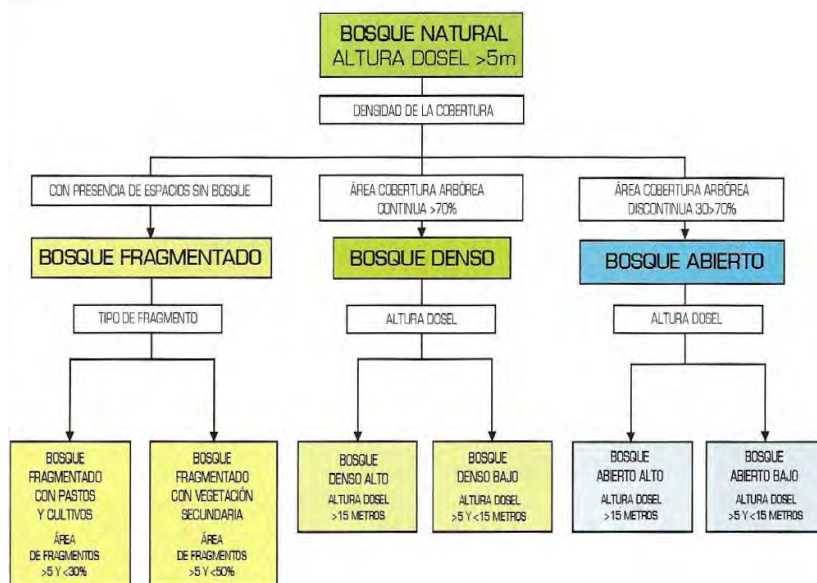 BOSQUE NATURAL
ALTURA DOSEL >5m
DENSIDAD DE LA COBERTURA
CON PRESENCIA DE ESPACIOS SIN BOSQUE
ÁREA COBERTURA ARBÓREA
CONTINUA >70%
ÁREA COBERTURA ARBÓREA
DISCONTINUA 30>70%
BOSQUE FRAGMENTADO
BOSQUE DENSO
BOSQUE ABIERTO
TIPO DE FRAGMENTO
ALTURA DOSEL
ALTURA DOSEL
BOSQUE
FRAGMENTADO
CON PASTOS
Y CULTIVOS
ÁREA
DE FRAGMENTOS
>5 Y <30%
BOSQUE
FRAGMENTADO
CON VEGETACIÓN
SECUNDARIA
ÁREA
DE FRAGMENTOS
>5 Y <50%
BOSQUE
DENSO ALTO
ALTURA DOSEL
>15 METROS
BOSQUE
DENSO BAJO
ALTURA DOSEL
>5 Y <15 METROS
BOSQUE
ABIERTO ALTO
ALTURA DOSEL
>15 METROS
BOSQUE
ABIERTO BAJO
ALTURA DOSEL
>5 Y <15 METROS